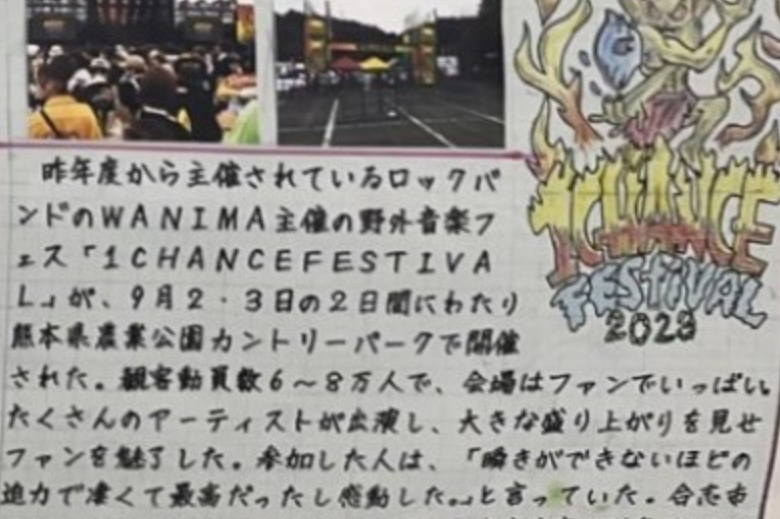 昨年度から主催されているロックバ
ンドのWANIMA主催の野外音楽フ
ェス「1CHANCEFESTIVA
L」が、9月2・3日の2日間にわたり
熊本県農業公園カントリーパークで開催
された。観客動員数6〜8万人で、会場はファンでいっぱい。
たくさんのアーティストが出演し、大きな盛り上がりを見せ
ファンを魅了した。参加した人は、「瞬きができないほどの
迫力で凄くて最高だったし感動した。」と言っていた。合志市
1CHANCE
FESTIVAL
2023